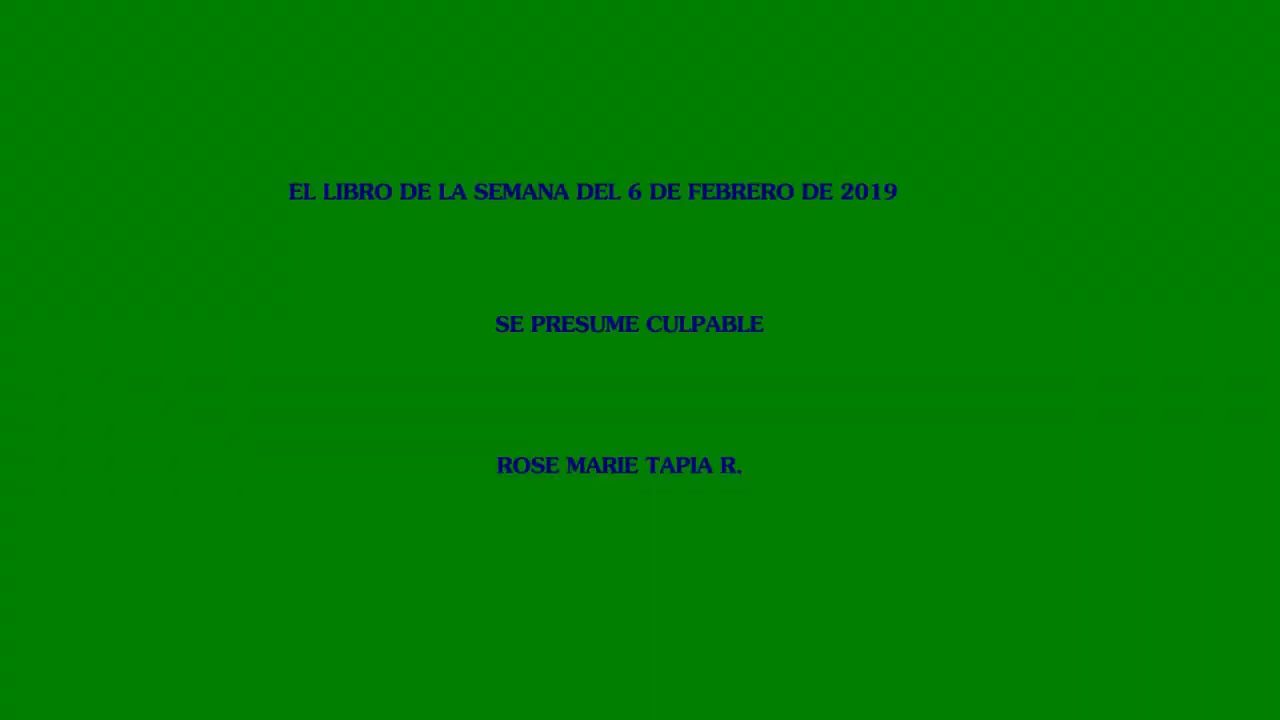 EL LIBRO DE LA SEMANA DEL 6 DE FEBRERO DE 2019
SE PRESUME CULPABLE
ROSE MARIE TAPIA R.